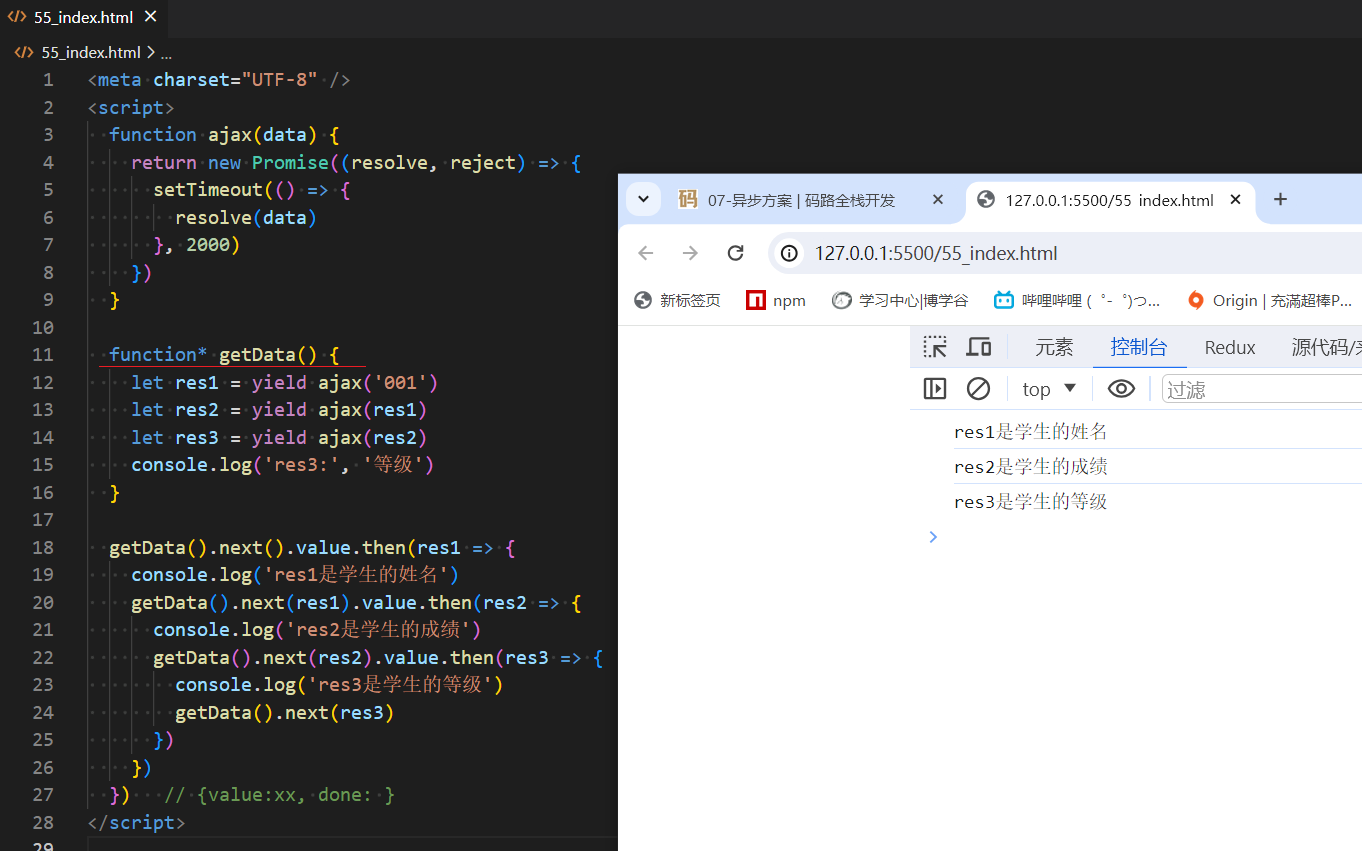 55_index.html
55_index.html > ...
1 <meta charset="UTF-8" />
2 <script>
3 function ajax(data) {
4 return new Promise((resolve, reject) => {
5 setTimeout(() => {
6 resolve(data)
7 }, 2000)
8 })
9 }
10
11 function* getData() {
12 let res1 = yield ajax('001')
13 let res2 = yield ajax(res1)
14 let res3 = yield ajax(res2)
15 console.log('res3:', '等级')
16 }
17
18 getData().next().value.then(res1 => {
19 console.log('res1是学生的姓名')
20 getData().next(res1).value.then(res2 => {
21 console.log('res2是学生的成绩')
22 getData().next(res2).value.then(res3 => {
23 console.log('res3是学生的等级')
24 getData().next(res3)
25 })
26 })
27 }) // {value:xx, done: }
28 </script>
29
码 07-异步方案 | 码路全栈开发 127.0.0.1:5500/55_index.html
127.0.0.1:5500/55_index.html
新标签页 npm 学习中心|博学谷 哔哩哔哩 (゜-゜)つ... Origin | 充滿超棒P...
元素 控制台 Redux 源代码/
top 过滤
res1是学生的姓名
res2是学生的成绩
res3是学生的等级